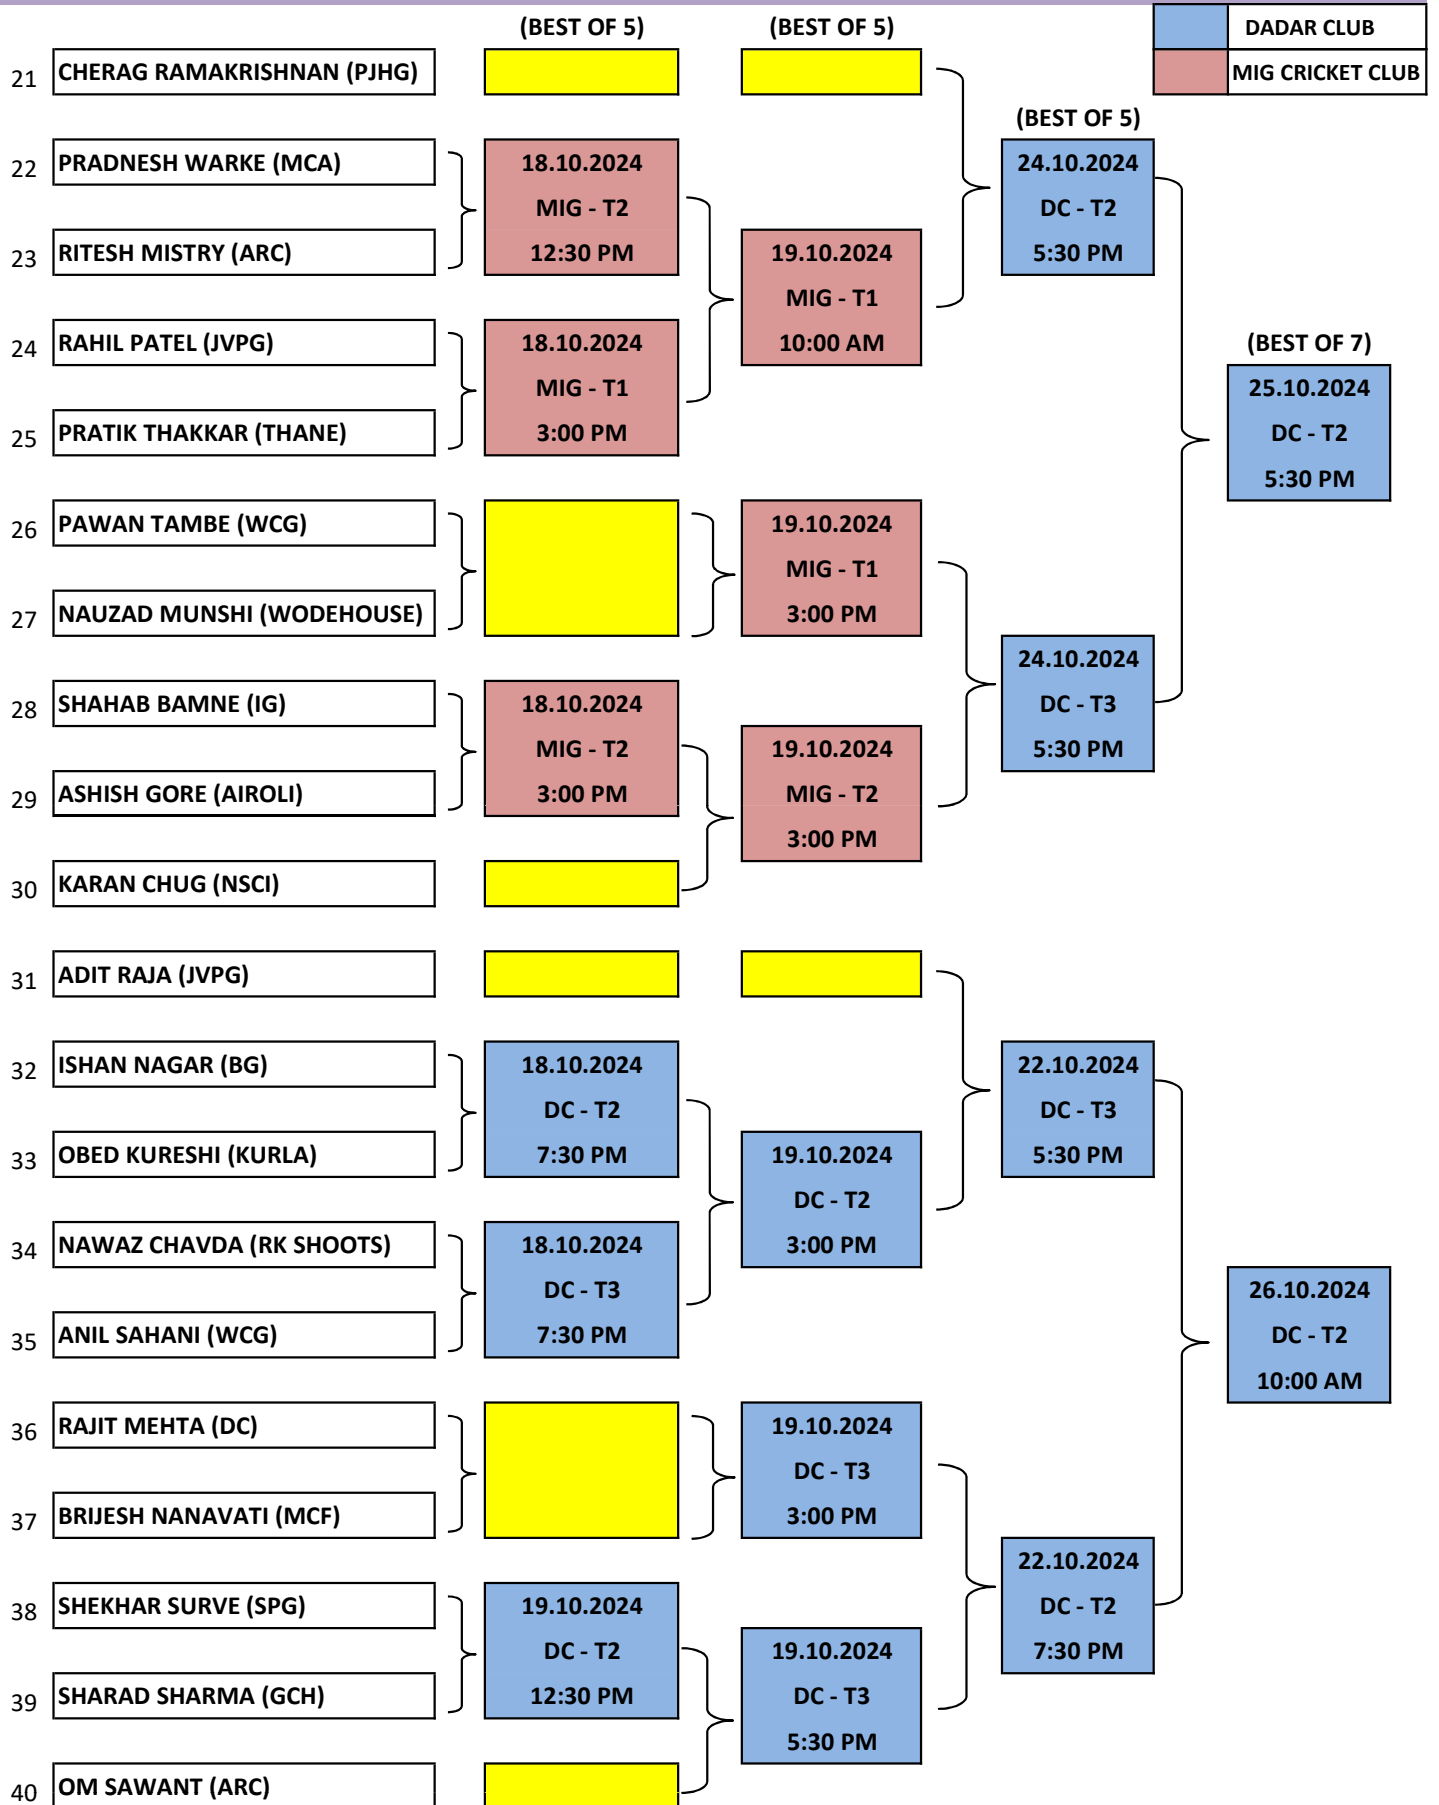 (BEST OF 5)
(BEST OF 5)
DADAR CLUB
MIG CRICKET CLUB
21 CHERAG RAMAKRISHNAN (PJHG)
(BEST OF 5)
22 PRADNESH WARKE (MCA)
18.10.2024
MIG - T2
12:30 PM
24.10.2024
DC - T2
5:30 PM
23 RITESH MISTRY (ARC)
19.10.2024
MIG - T1
10:00 AM
24 RAHIL PATEL (JVPG)
18.10.2024
MIG - T1
3:00 PM
(BEST OF 7)
25.10.2024
DC - T2
5:30 PM
25 PRATIK THAKKAR (THANE)
26 PAWAN TAMBE (WCG)
19.10.2024
MIG - T1
3:00 PM
27 NAUZAD MUNSHI (WODEHOUSE)
24.10.2024
DC - T3
5:30 PM
28 SHAHAB BAMNE (IG)
18.10.2024
MIG - T2
3:00 PM
19.10.2024
MIG - T2
3:00 PM
29 ASHISH GORE (AIROLI)
30 KARAN CHUG (NSCI)
31 ADIT RAJA (JVPG)
32 ISHAN NAGAR (BG)
18.10.2024
DC - T2
7:30 PM
22.10.2024
DC - T3
5:30 PM
33 OBED KURESHI (KURLA)
19.10.2024
DC - T2
3:00 PM
34 NAWAZ CHAVDA (RK SHOOTS)
18.10.2024
DC - T3
7:30 PM
26.10.2024
DC - T2
10:00 AM
35 ANIL SAHANI (WCG)
36 RAJIT MEHTA (DC)
19.10.2024
DC - T3
3:00 PM
37 BRIJESH NANAVATI (MCF)
22.10.2024
DC - T2
7:30 PM
38 SHEKHAR SURVE (SPG)
19.10.2024
DC - T2
12:30 PM
19.10.2024
DC - T3
5:30 PM
39 SHARAD SHARMA (GCH)
40 OM SAWANT (ARC)